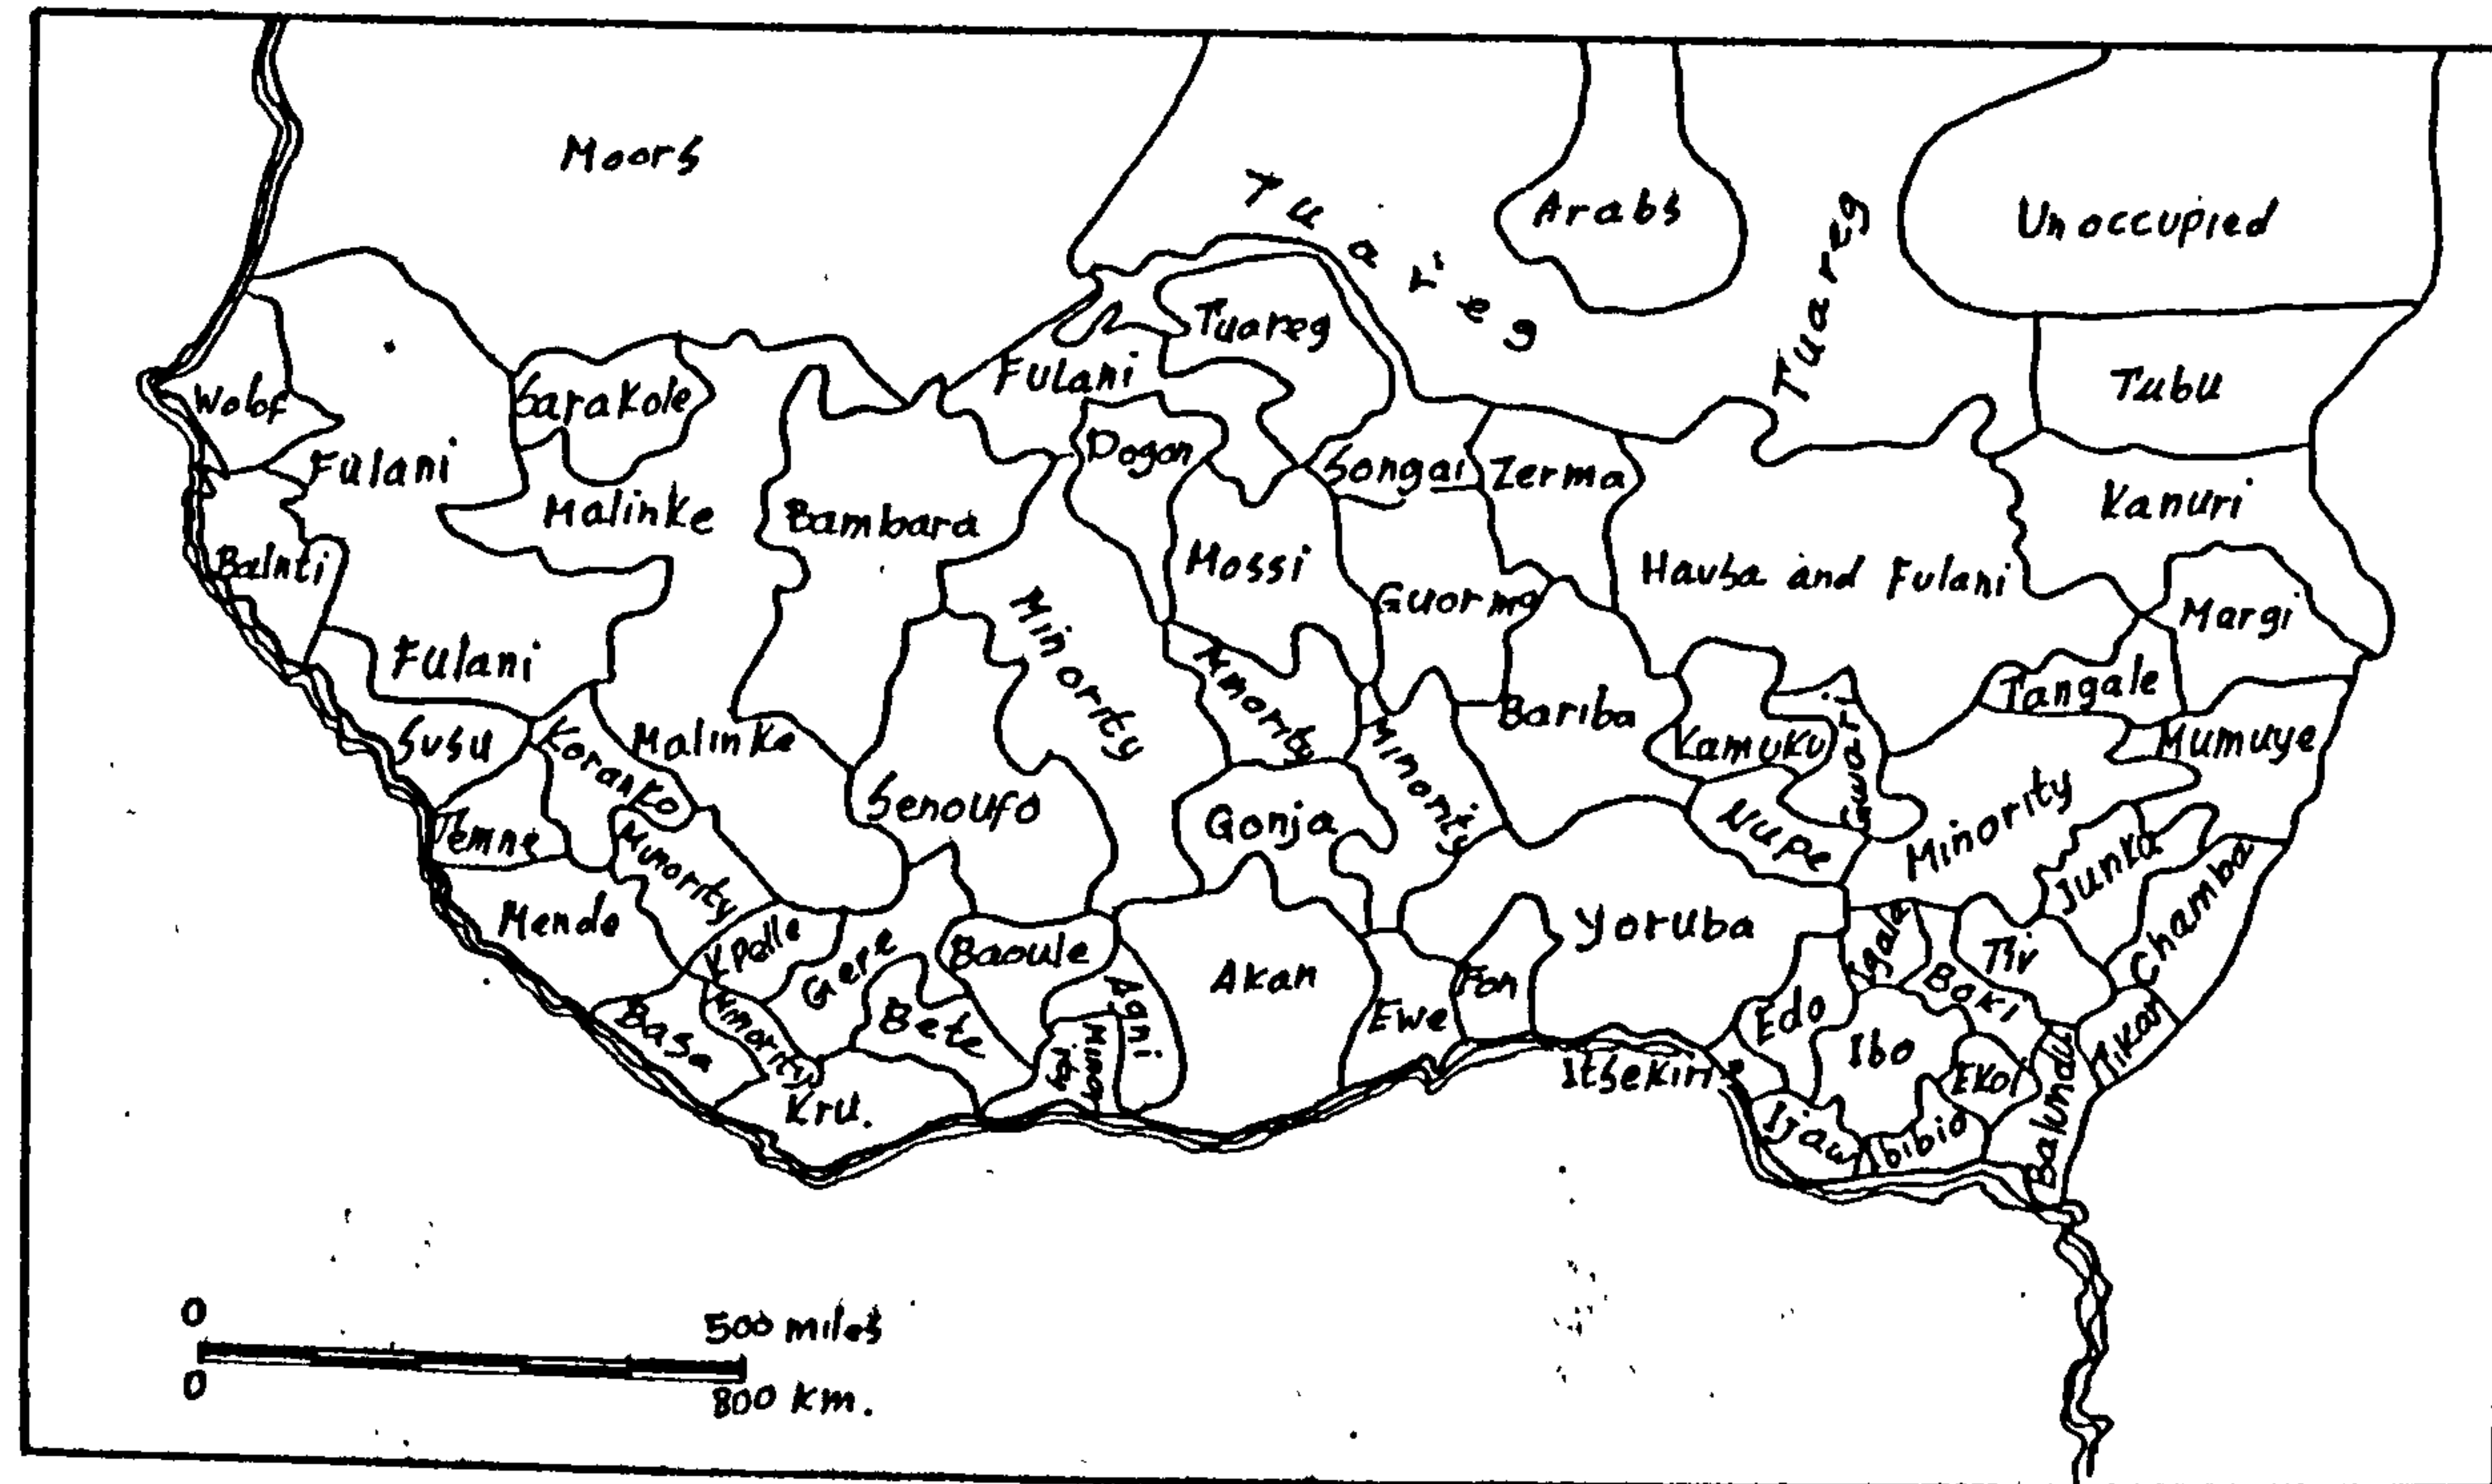 Moors
Tuareg
Arabs
Tuareg
Unoccupied
Tuareg
Fulani
Tubu
Wolof
Sarakole
Fulani
Dogon
Songai
Zerma
Kanuri
Malinke
Bambara
Mossi
Hausa and Fulani
Balnti
Guorma
Margi
Minority
Fulani
Minority
Tangale
Bariba
Susu
Koranko
Malinke
Minority
Kamuku
Gwari
Mumuye
Senoufo
Gonja
Nupe
Minority
Temne
Minority
Junka
Chamba
Mende
Kpelle
Gere
Baoule
Akan
Yoruba
Igala
Tiv
Boki
Fon
Basa
Minority
Bete
Agni
Ewe
Edo
Ibo
Tikar
Ekoi
Itsekiri
Kru.
Ijaw
Ibibio
Balundu
0 500 miles
0 800 km.